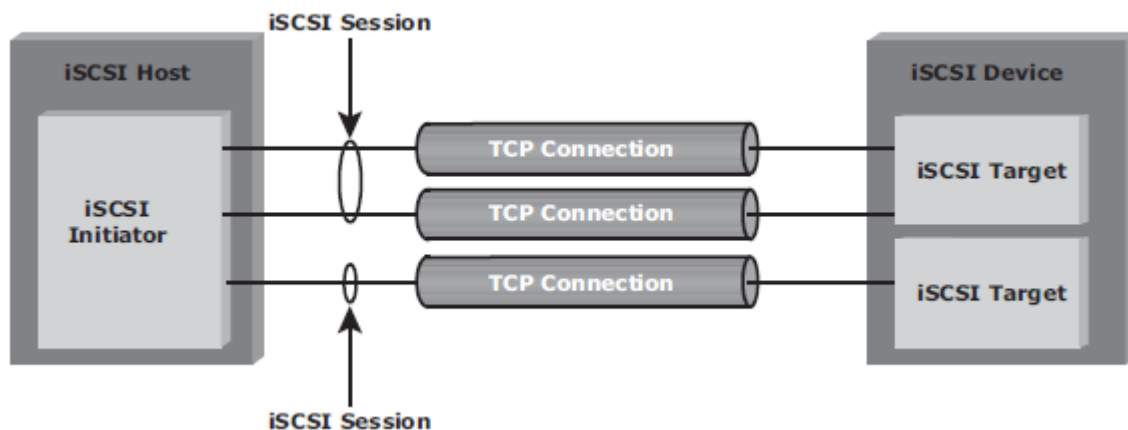 iSCSI Session
iSCSI Host
iSCSI Device
TCP Connection
iSCSI Target
iSCSI
Initiator
TCP Connection
TCP Connection
iSCSI Target
iSCSI Session